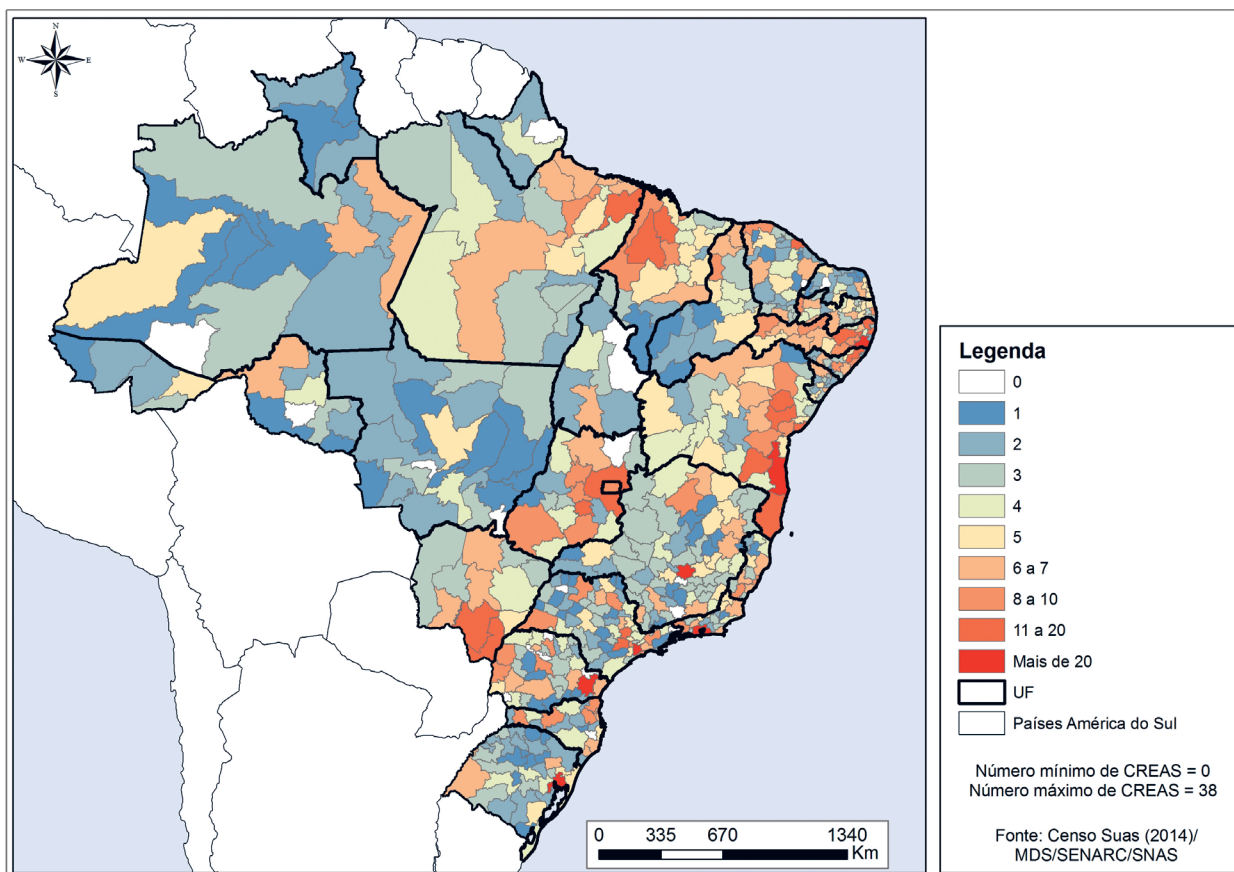 N
W E
S
0 335 670 1340
Km
Legenda
0
1
2
3
4
5
6 a 7
8 a 10
11 a 20
Mais de 20
UF
Países América do Sul
Número mínimo de CREAS = 0
Número máximo de CREAS = 38
Fonte: Censo Suas (2014)/
MDS/SENARC/SNAS